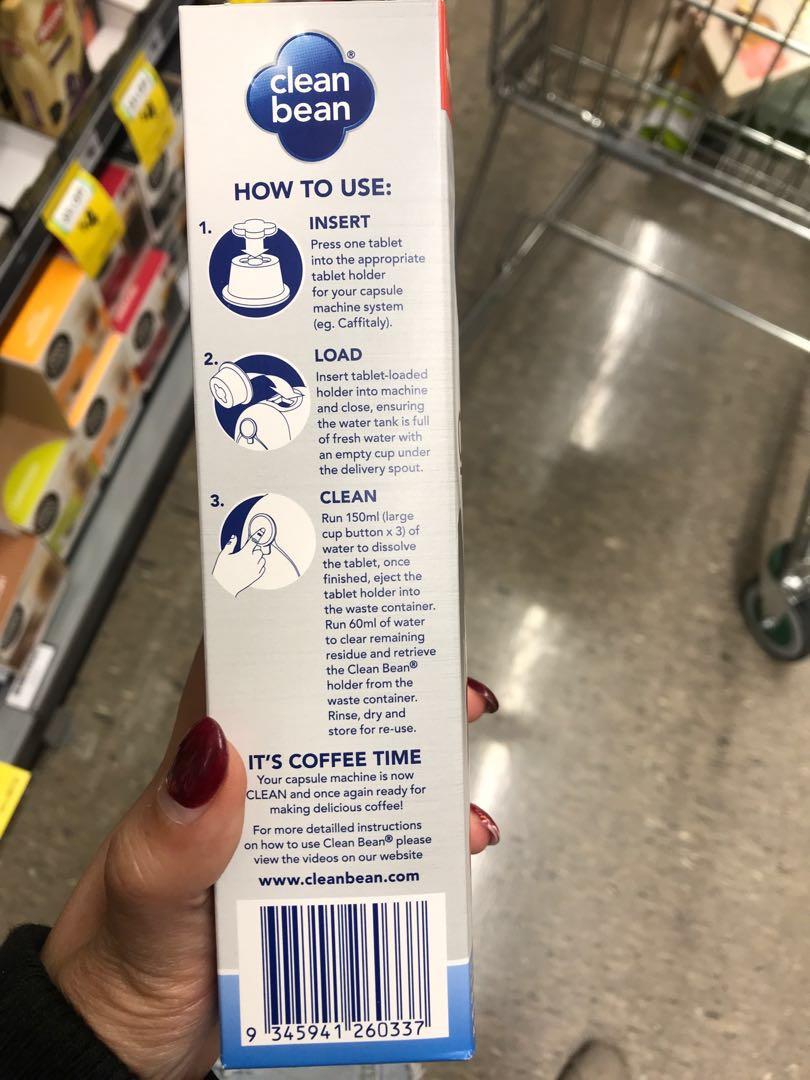 clean
bean
®
HOW TO USE:
1.
INSERT
Press one tablet
into the appropriate
tablet holder
for your capsule
machine system
(eg. Caffitaly).
2.
LOAD
Insert tablet-loaded
holder into machine
and close, ensuring
the water tank is full
of fresh water with
an empty cup under
the delivery spout.
3.
CLEAN
Run 150ml (large
cup button x 3) of
water to dissolve
the tablet, once
finished, eject the
tablet holder into
the waste container.
Run 60ml of water
to clear remaining
residue and retrieve
the Clean Bean®
holder from the
waste container.
Rinse, dry and
store for re-use.
IT'S COFFEE TIME
Your capsule machine is now
CLEAN and once again ready for
making delicious coffee!
For more detailled instructions
on how to use Clean Bean® please
view the videos on our website
www.cleanbean.com
9 345941 260337